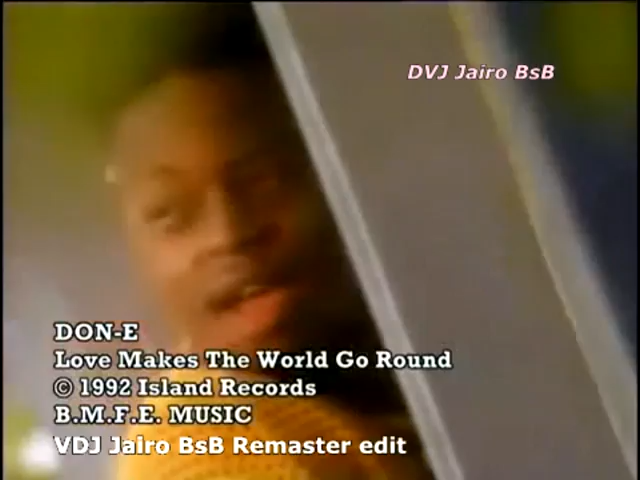 DVJ Jairo BsB
DON-E
Love Makes The World Go Round
© 1992 Island Records
B.M.F.E. MUSIC
VDJ Jairo BsB Remaster edit